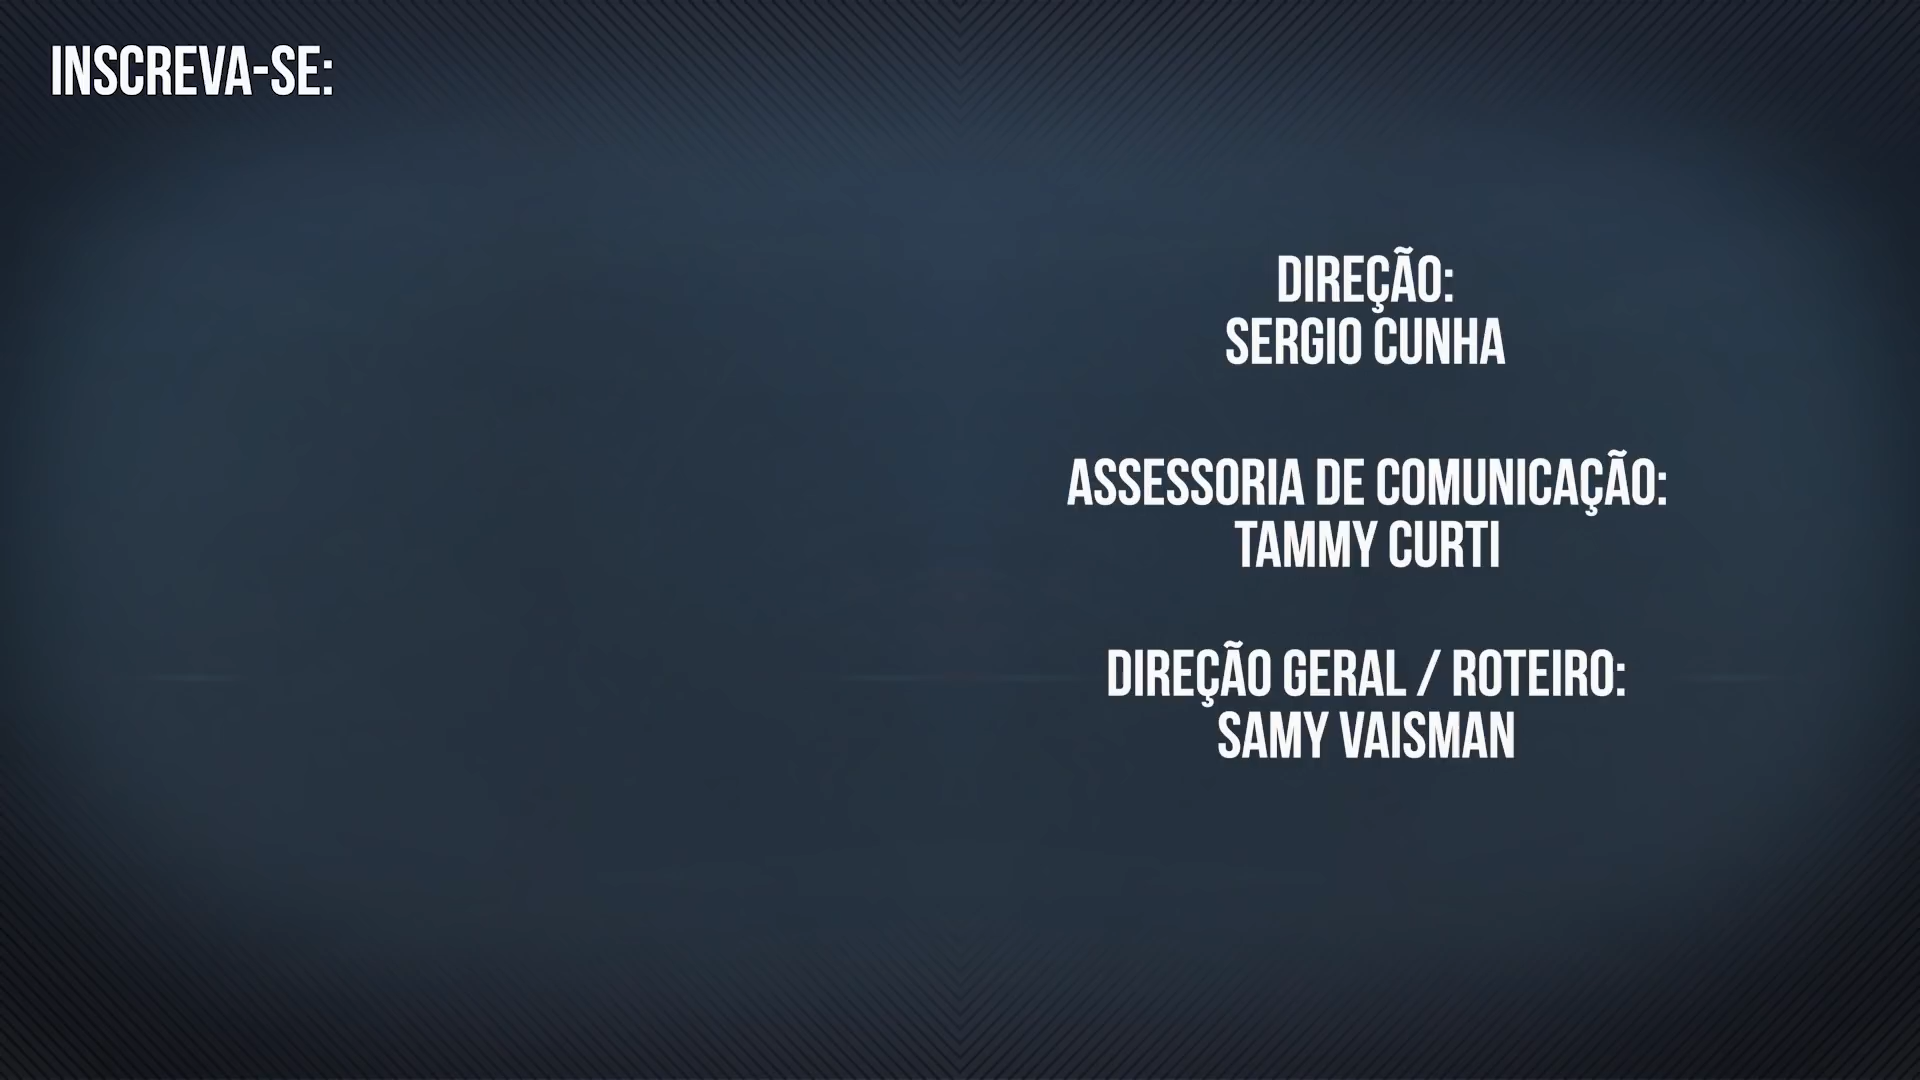 INSCREVA-SE:
DIREÇÃO:
SERGIO CUNHA
ASSESSORIA DE COMUNICAÇÃO:
TAMMY CURTI
DIREÇÃO GERAL / ROTEIRO:
SAMY VAISMAN